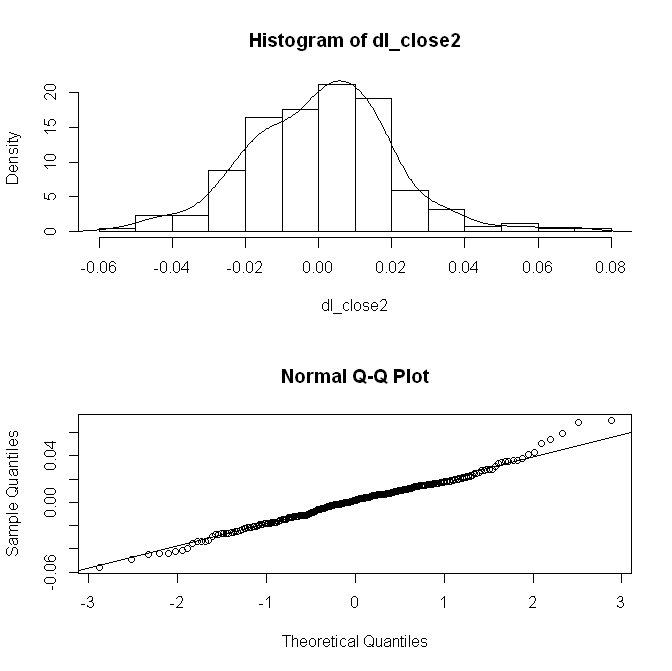 Histogram of dl_close2
Density
20
15
10
5
0
-0.06 -0.04 -0.02 0.00 0.02 0.04 0.06 0.08
dl_close2
Normal Q-Q Plot
Sample Quantiles
0.04
0.00
-0.06
-3 -2 -1 0 1 2 3
Theoretical Quantiles